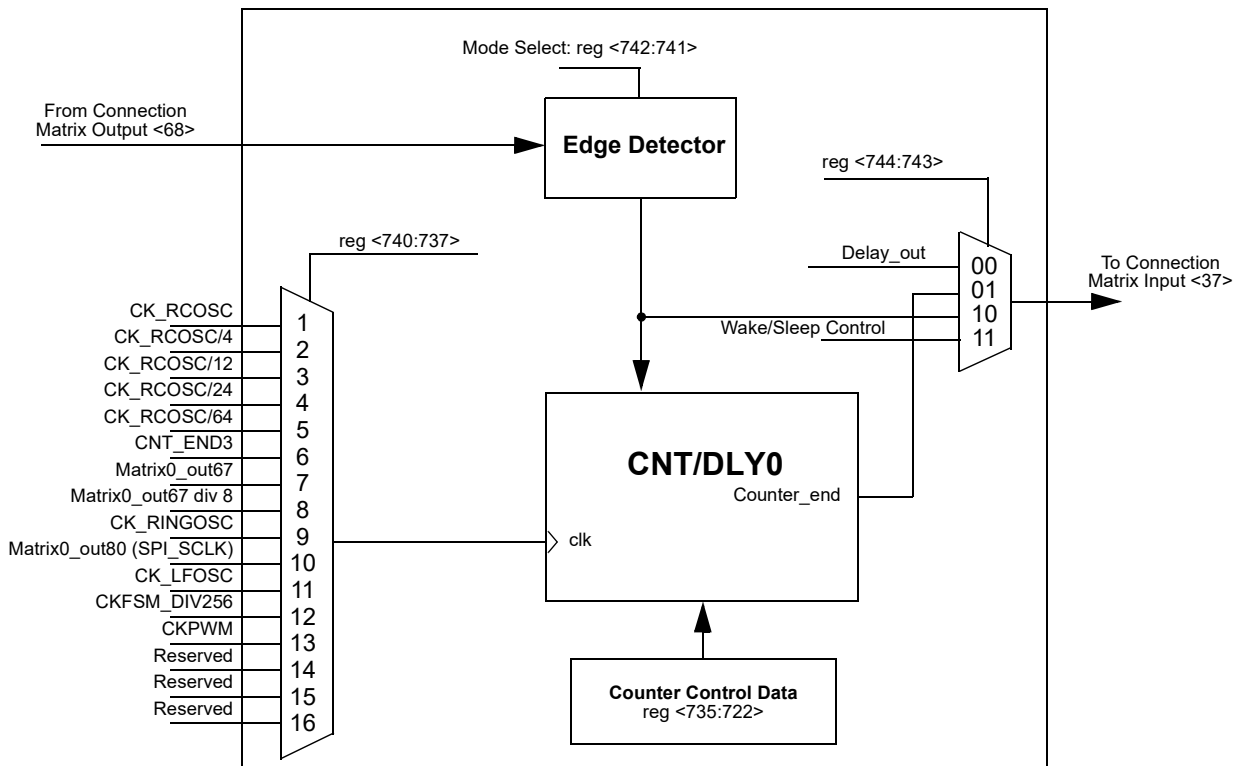 Mode Select: reg <742:741>
From Connection
Matrix Output <68>
Edge Detector
reg <744:743>
reg <740:737>
Delay_out
00
To Connection
Matrix Input <37>
01
10
Wake/Sleep Control
11
CK_RCOSC
1
CK_RCOSC/4
2
CK_RCOSC/12
3
CK_RCOSC/24
4
CK_RCOSC/64
5
CNT_END3
6
Matrix0_out67
7
Matrix0_out67 div 8
8
CK_RINGOSC
9
Matrix0_out80 (SPI_SCLK)
10
CK_LFOSC
11
CKFSM_DIV256
12
CKPWM
13
Reserved
14
Reserved
15
Reserved
16
CNT/DLY0
Counter_end
clk
Counter Control Data
reg <735:722>